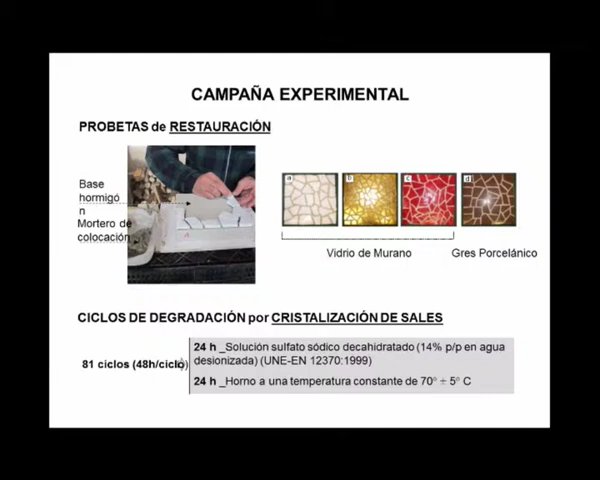 CAMPAÑA EXPERIMENTAL
PROBETAS de RESTAURACIÓN
Base
hormigó
n
Mortero de
colocación
a b c d
Vidrio de Murano
Gres Porcelánico
CICLOS DE DEGRADACIÓN por CRISTALIZACIÓN DE SALES
81 ciclos (48h/ciclo)
24 h _Solución sulfato sódico decahidratado (14% p/p en agua
desionizada) (UNE-EN 12370:1999)
24 h _Horno a una temperatura constante de 70° ± 5° C